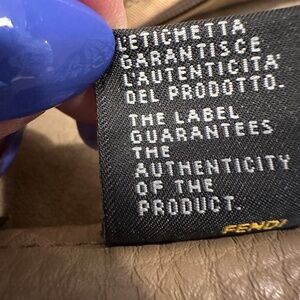 L'ETICHETTA
GARANTISCE
L'AUTENTICITA'
DEL PRODOTTO.
THE LABEL
GUARANTEES
THE
AUTHENTICITY
OF THE
PRODUCT.
FENDI